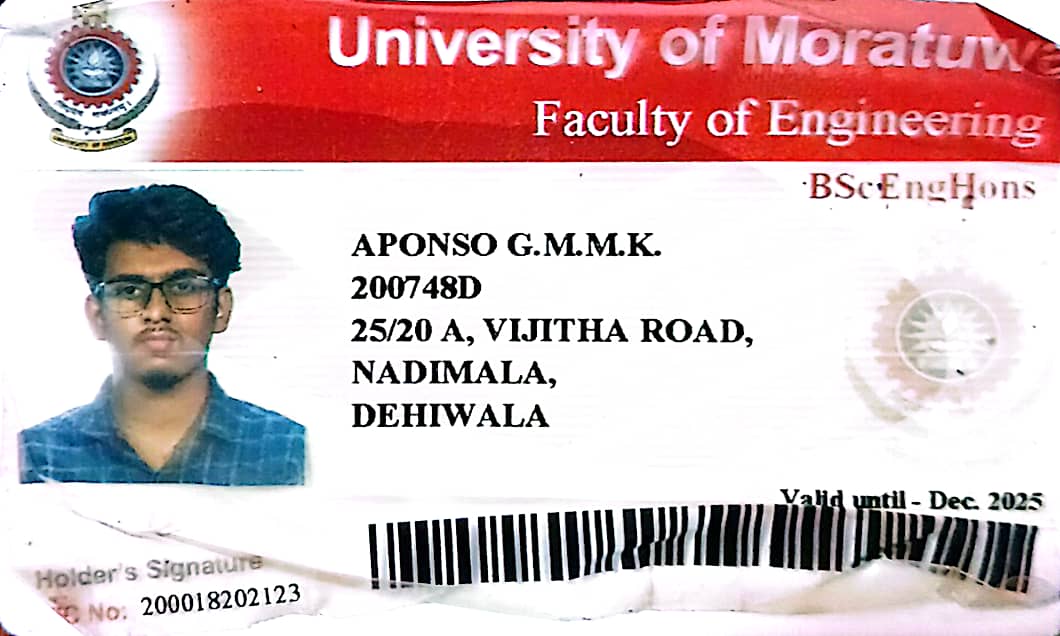 University of Moratuwa
Faculty of Engineering
BScEngHons
APONSO G.M.M.K.
200748D
25/20 A, VIJITHA ROAD,
NADIMALA,
DEHIWALA
Valid until - Dec. 2025
Holder's Signature
No: 200018202123